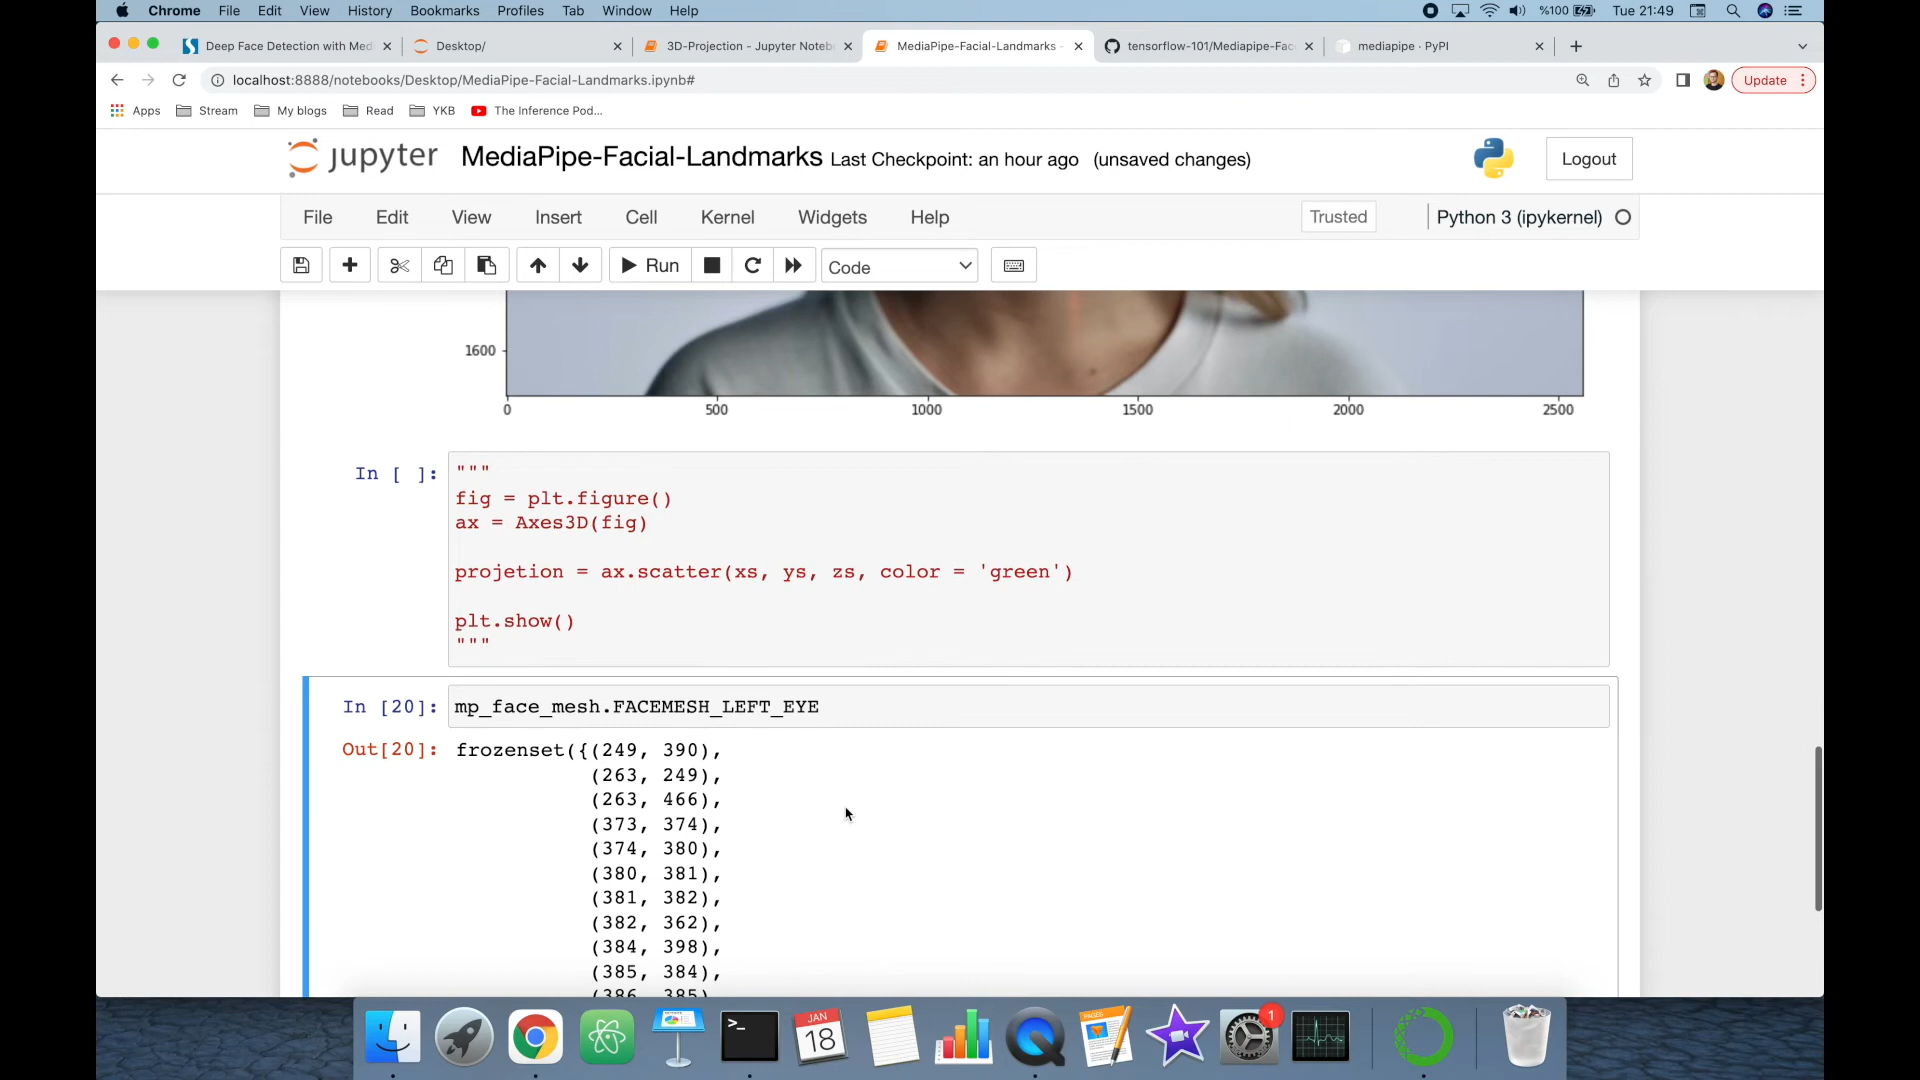 Chrome File Edit View History Bookmarks Profiles Tab Window Help %100 Tue 21:49
Deep Face Detection with Med
Desktop/
3D-Projection - Jupyter Noteb
MediaPipe-Facial-Landmarks -
tensorflow-101/Mediapipe-Fac
mediapipe · PyPI
localhost:8888/notebooks/Desktop/MediaPipe-Facial-Landmarks.ipynb#
Update
Apps Stream My blogs Read YKB The Inference Pod...
jupyter MediaPipe-Facial-Landmarks Last Checkpoint: an hour ago (unsaved changes)
Logout
File Edit View Insert Cell Kernel Widgets Help
Trusted
Python 3 (ipykernel)
Run
Code
1600
0 500 1000 1500 2000 2500
In [ ]: """
fig = plt.figure()
ax = Axes3D(fig)
projetion = ax.scatter(xs, ys, zs, color = 'green')
plt.show()
"""
In [20]: mp_face_mesh.FACEMESH_LEFT_EYE
Out[20]: frozenset({(249, 390),
(263, 249),
(263, 466),
(373, 374),
(374, 380),
(380, 381),
(381, 382),
(382, 362),
(384, 398),
(385, 384),
(386, 385)
JAN
18
1